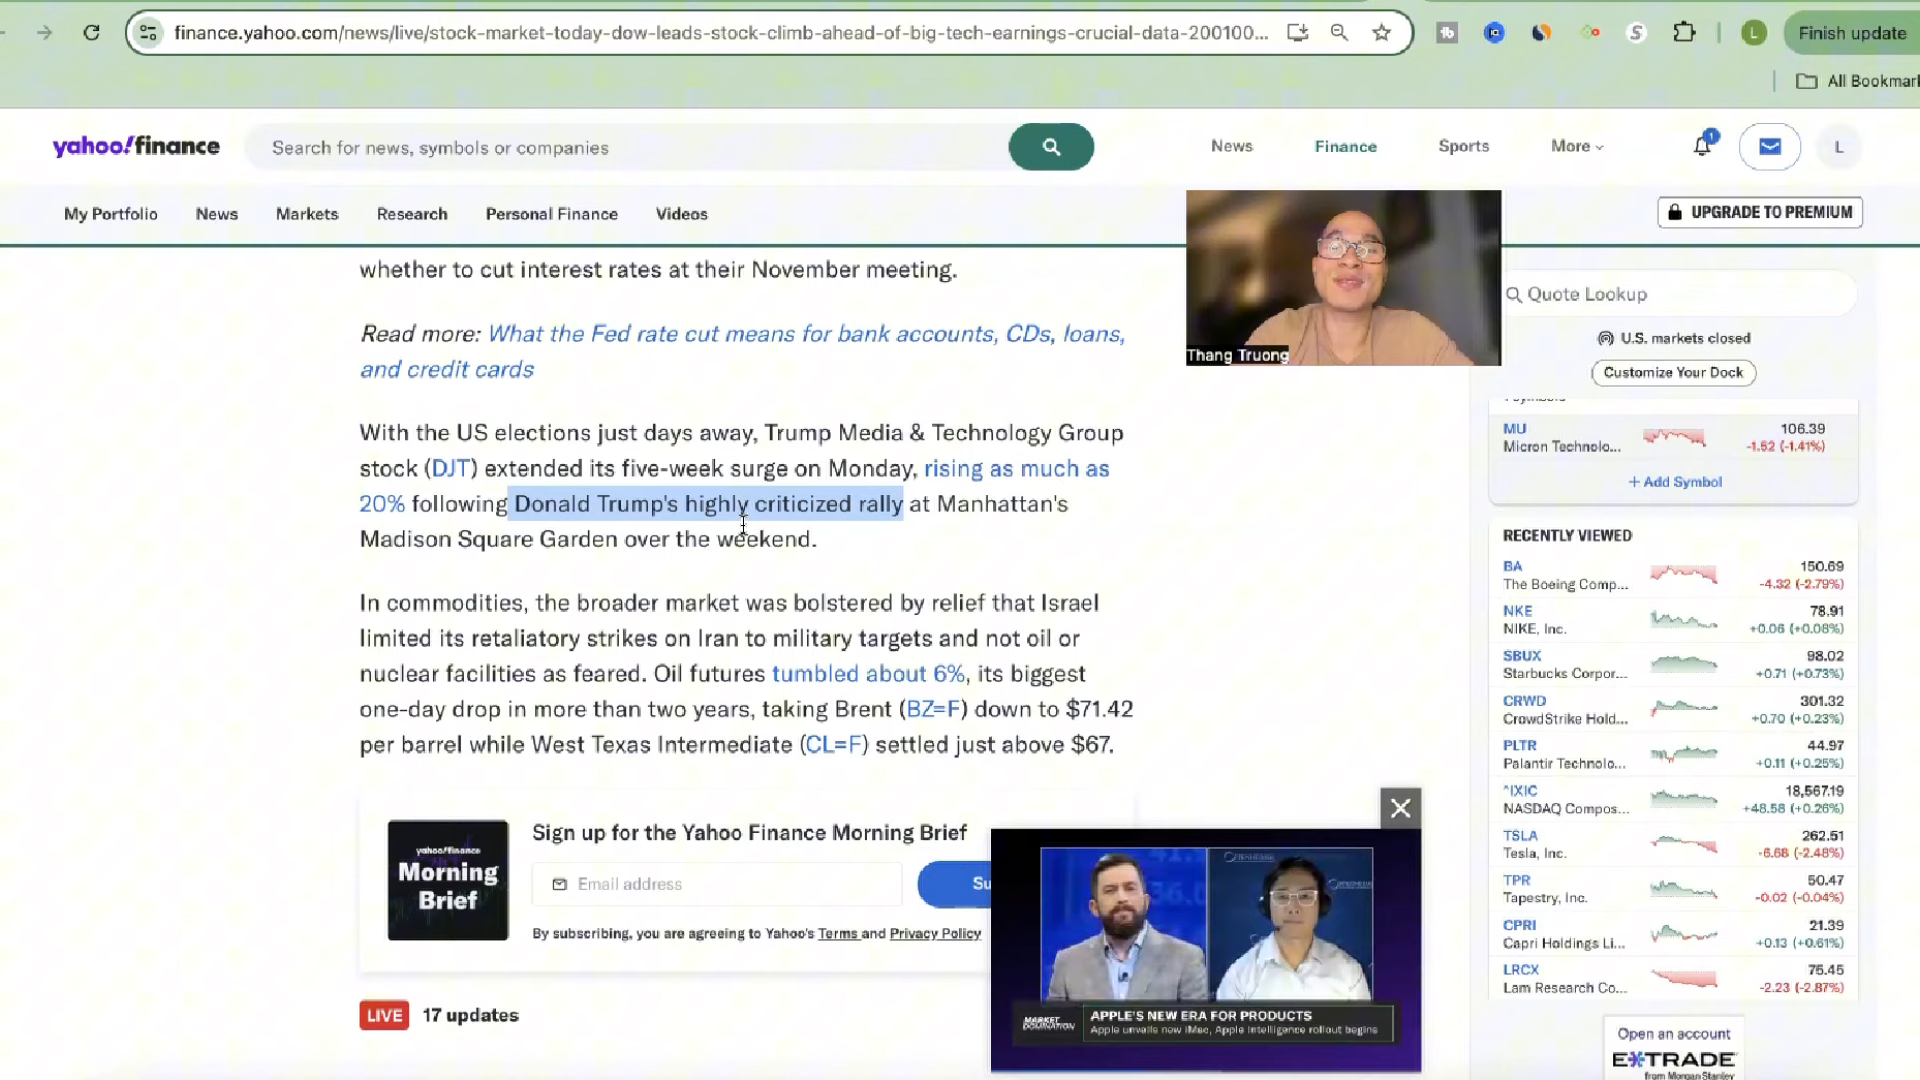 finance.yahoo.com/news/live/stock-market-today-dow-leads-stock-climb-ahead-of-big-tech-earnings-crucial-data-200100...
L
Finish update
All Bookmark
yahoo!finance
Search for news, symbols or companies
News
Finance
Sports
More
1
L
My Portfolio
News
Markets
Research
Personal Finance
Videos
UPGRADE TO PREMIUM
whether to cut interest rates at their November meeting.
Read more: What the Fed rate cut means for bank accounts, CDs, loans,
and credit cards
With the US elections just days away, Trump Media & Technology Group
stock (DJT) extended its five-week surge on Monday, rising as much as
20% following Donald Trump's highly criticized rally at Manhattan's
Madison Square Garden over the weekend.
In commodities, the broader market was bolstered by relief that Israel
limited its retaliatory strikes on Iran to military targets and not oil or
nuclear facilities as feared. Oil futures tumbled about 6%, its biggest
one-day drop in more than two years, taking Brent (BZ=F) down to $71.42
per barrel while West Texas Intermediate (CL=F) settled just above $67.
yahoo!finance
Morning
Brief
Sign up for the Yahoo Finance Morning Brief
Email address
Su
By subscribing, you are agreeing to Yahoo's Terms and Privacy Policy
LIVE 17 updates
Thang Truong
MARKET
DOMINATION
APPLE'S NEW ERA FOR PRODUCTS
Apple unveils new iMac, Apple Intelligence rollout begins
Quote Lookup
U.S. markets closed
Customize Your Dock
MU 106.39
Micron Technolo... -1.52 (-1.41%)
+ Add Symbol
RECENTLY VIEWED
BA 150.69
The Boeing Comp... -4.32 (-2.79%)
NKE 78.91
NIKE, Inc. +0.06 (+0.08%)
SBUX 98.02
Starbucks Corpor... +0.71 (+0.73%)
CRWD 301.32
CrowdStrike Hold... +0.70 (+0.23%)
PLTR 44.97
Palantir Technolo... +0.11 (+0.25%)
^IXIC 18,567.19
NASDAQ Compos... +48.58 (+0.26%)
TSLA 262.51
Tesla, Inc. -6.68 (-2.48%)
TPR 50.47
Tapestry, Inc. -0.02 (-0.04%)
CPRI 21.39
Capri Holdings Li... +0.13 (+0.61%)
LRCX 75.45
Lam Research Co... -2.23 (-2.87%)
Open an account
E*TRADE
from Morgan Stanley